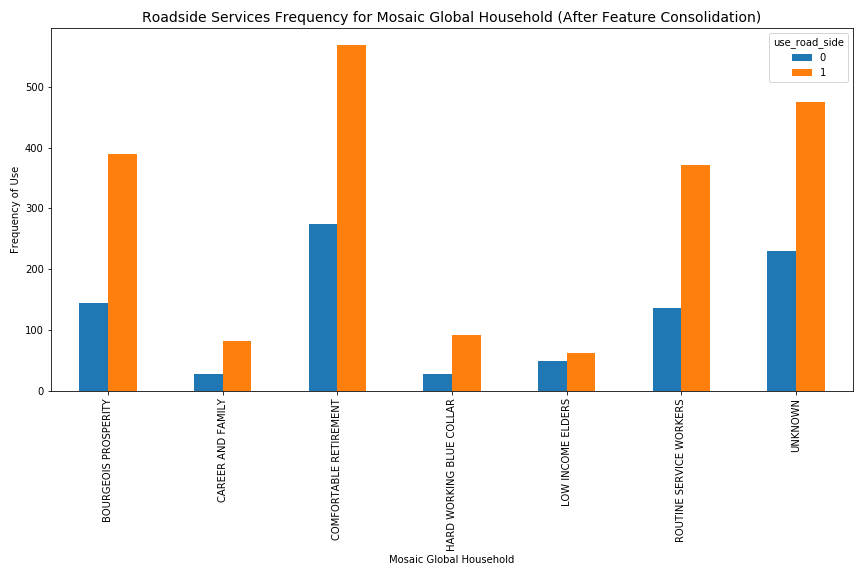 Roadside Services Frequency for Mosaic Global Household (After Feature Consolidation)
use_road_side
0
1
Frequency of Use
500
400
300
200
100
0
BOURGEOIS PROSPERITY
CAREER AND FAMILY
COMFORTABLE RETIREMENT
HARD WORKING BLUE COLLAR
LOW INCOME ELDERS
ROUTINE SERVICE WORKERS
UNKNOWN
Mosaic Global Household